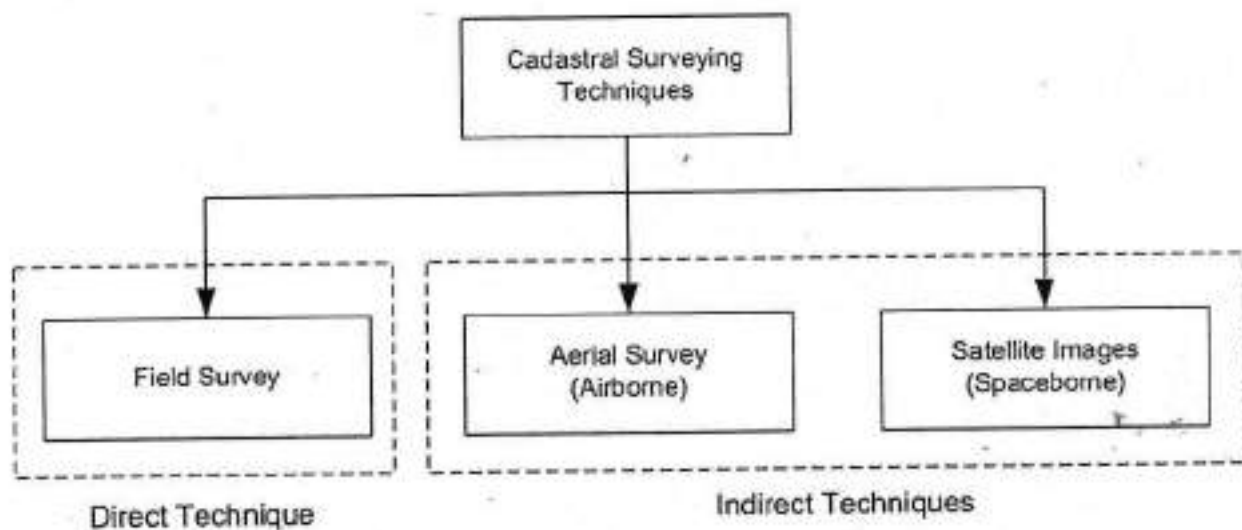 Cadastral Surveying
Techniques
Field Survey
Aerial Survey
(Airborne)
Satellite Images
(Spaceborne)
Direct Technique
Indirect Techniques